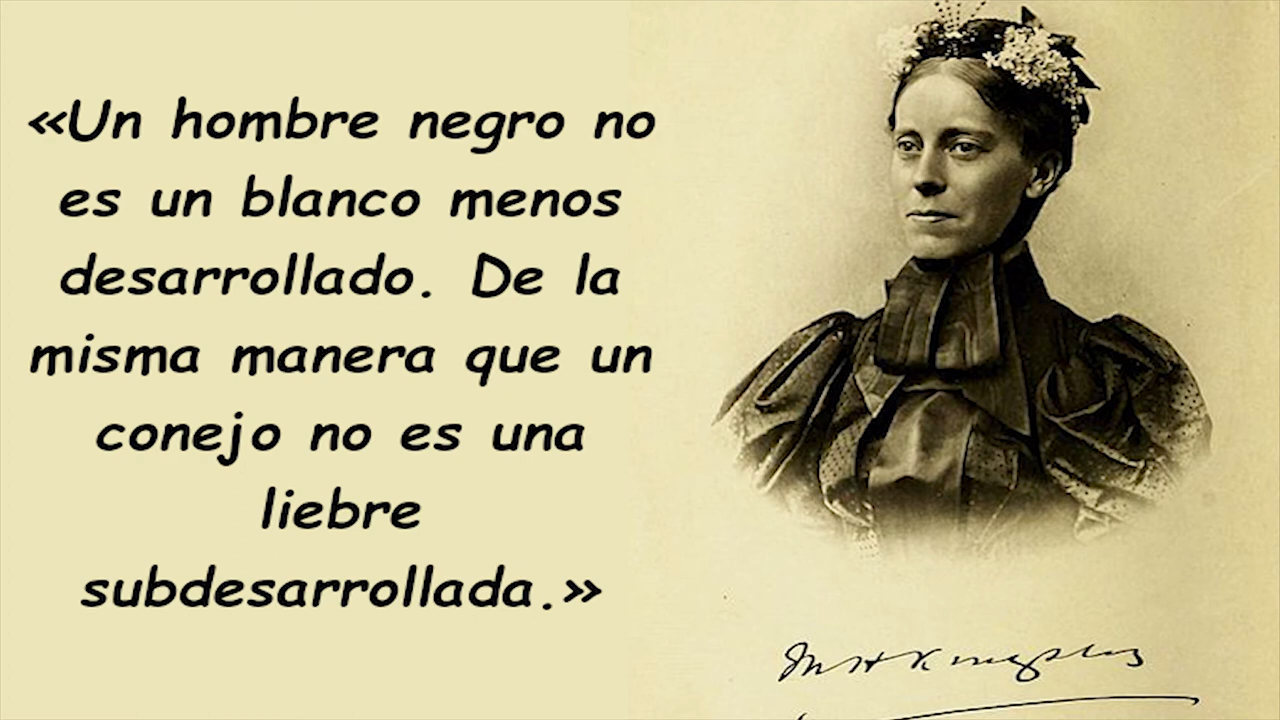 «Un hombre negro no
es un blanco menos
desarrollado. De la
misma manera que un
conejo no es una
liebre
subdesarrollada.»
M H Kingsley